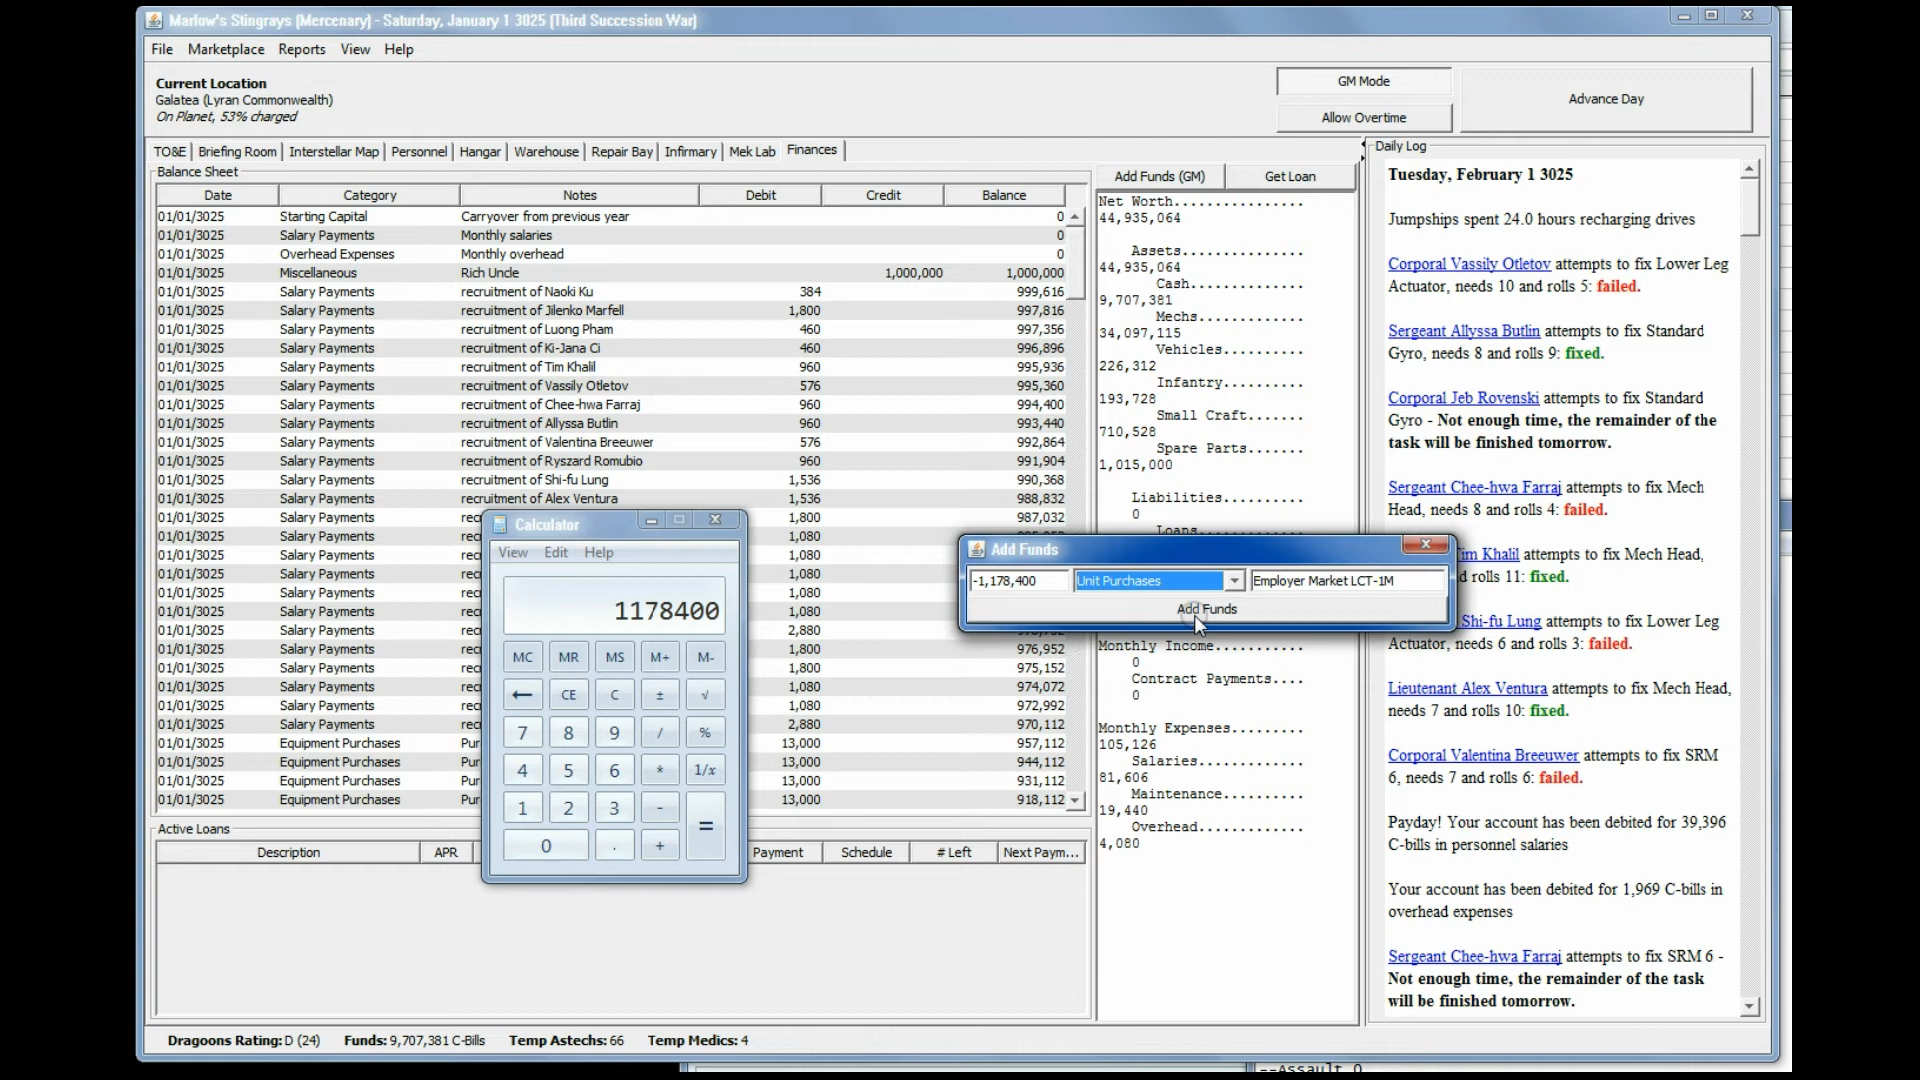 Marlow's Stingrays (Mercenary) - Saturday, January 1 3025 (Third Succession War)
File Marketplace Reports View Help
Current Location
Galatea (Lyran Commonwealth)
On Planet, 53% charged
GM Mode
Allow Overtime
Advance Day
TO&E Briefing Room Interstellar Map Personnel Hangar Warehouse Repair Bay Infirmary Mek Lab Finances
Balance Sheet
Date Category Notes Debit Credit Balance
01/01/3025 Starting Capital Carryover from previous year 0
01/01/3025 Salary Payments Monthly salaries 0
01/01/3025 Overhead Expenses Monthly overhead 0
01/01/3025 Miscellaneous Rich Uncle 1,000,000 1,000,000
01/01/3025 Salary Payments recruitment of Naoki Ku 384 999,616
01/01/3025 Salary Payments recruitment of Jilenko Marfell 1,800 997,816
01/01/3025 Salary Payments recruitment of Luong Pham 460 997,356
01/01/3025 Salary Payments recruitment of Ki-Jana Ci 460 996,896
01/01/3025 Salary Payments recruitment of Tim Khalil 960 995,936
01/01/3025 Salary Payments recruitment of Vassily Otletov 576 995,360
01/01/3025 Salary Payments recruitment of Chee-hwa Farraj 960 994,400
01/01/3025 Salary Payments recruitment of Allyssa Butlin 960 993,440
01/01/3025 Salary Payments recruitment of Valentina Breeuwer 576 992,864
01/01/3025 Salary Payments recruitment of Ryszard Romubio 960 991,904
01/01/3025 Salary Payments recruitment of Shi-fu Lung 1,536 990,368
01/01/3025 Salary Payments recruitment of Alex Ventura 1,536 988,832
01/01/3025 Salary Payments rec 1,800 987,032
01/01/3025 Salary Payments rec 1,080
01/01/3025 Salary Payments rec 1,080
01/01/3025 Salary Payments rec 1,080
01/01/3025 Salary Payments rec 1,080
01/01/3025 Salary Payments rec 1,080
01/01/3025 Salary Payments rec 2,880
01/01/3025 Salary Payments rec 1,800 976,952
01/01/3025 Salary Payments rec 1,800 975,152
01/01/3025 Salary Payments rec 1,080 974,072
01/01/3025 Salary Payments rec 1,080 972,992
01/01/3025 Salary Payments rec 2,880 970,112
01/01/3025 Equipment Purchases Pur 13,000 957,112
01/01/3025 Equipment Purchases Pur 13,000 944,112
01/01/3025 Equipment Purchases Pur 13,000 931,112
01/01/3025 Equipment Purchases Pur 13,000 918,112
Active Loans
Description APR Payment Schedule # Left Next Paym...
Calculator
View Edit Help
1178400
MC MR MS M+ M-
← CE C ± √
7 8 9 / %
4 5 6 * 1/x
1 2 3 - =
0 . +
Add Funds (GM) Get Loan
Net Worth................
44,935,064
Assets...............
44,935,064
Cash..............
9,707,381
Mechs.............
34,097,115
Vehicles..........
226,312
Infantry..........
193,728
Small Craft.......
710,528
Spare Parts.......
1,015,000
Liabilities..........
0
Add Funds
-1,178,400 Unit Purchases Employer Market LCT-1M
Add Funds
Monthly Income...........
0
Contract Payments....
0
Monthly Expenses.........
105,126
Salaries.............
81,606
Maintenance..........
19,440
Overhead.............
4,080
Daily Log
Tuesday, February 1 3025
Jumpships spent 24.0 hours recharging drives
Corporal Vassily Otletov attempts to fix Lower Leg
Actuator, needs 10 and rolls 5: failed.
Sergeant Allyssa Butlin attempts to fix Standard
Gyro, needs 8 and rolls 9: fixed.
Corporal Jeb Rovenski attempts to fix Standard
Gyro - Not enough time, the remainder of the
task will be finished tomorrow.
Sergeant Chee-hwa Farraj attempts to fix Mech
Head, needs 8 and rolls 4: failed.
Tim Khalil attempts to fix Mech Head,
rolls 11: fixed.
Shi-fu Lung attempts to fix Lower Leg
Actuator, needs 6 and rolls 3: failed.
Lieutenant Alex Ventura attempts to fix Mech Head,
needs 7 and rolls 10: fixed.
Corporal Valentina Breeuwer attempts to fix SRM
6, needs 7 and rolls 6: failed.
Payday! Your account has been debited for 39,396
C-bills in personnel salaries
Your account has been debited for 1,969 C-bills in
overhead expenses
Sergeant Chee-hwa Farraj attempts to fix SRM 6 -
Not enough time, the remainder of the task
will be finished tomorrow.
Dragoons Rating: D (24) Funds: 9,707,381 C-Bills Temp Astechs: 66 Temp Medics: 4